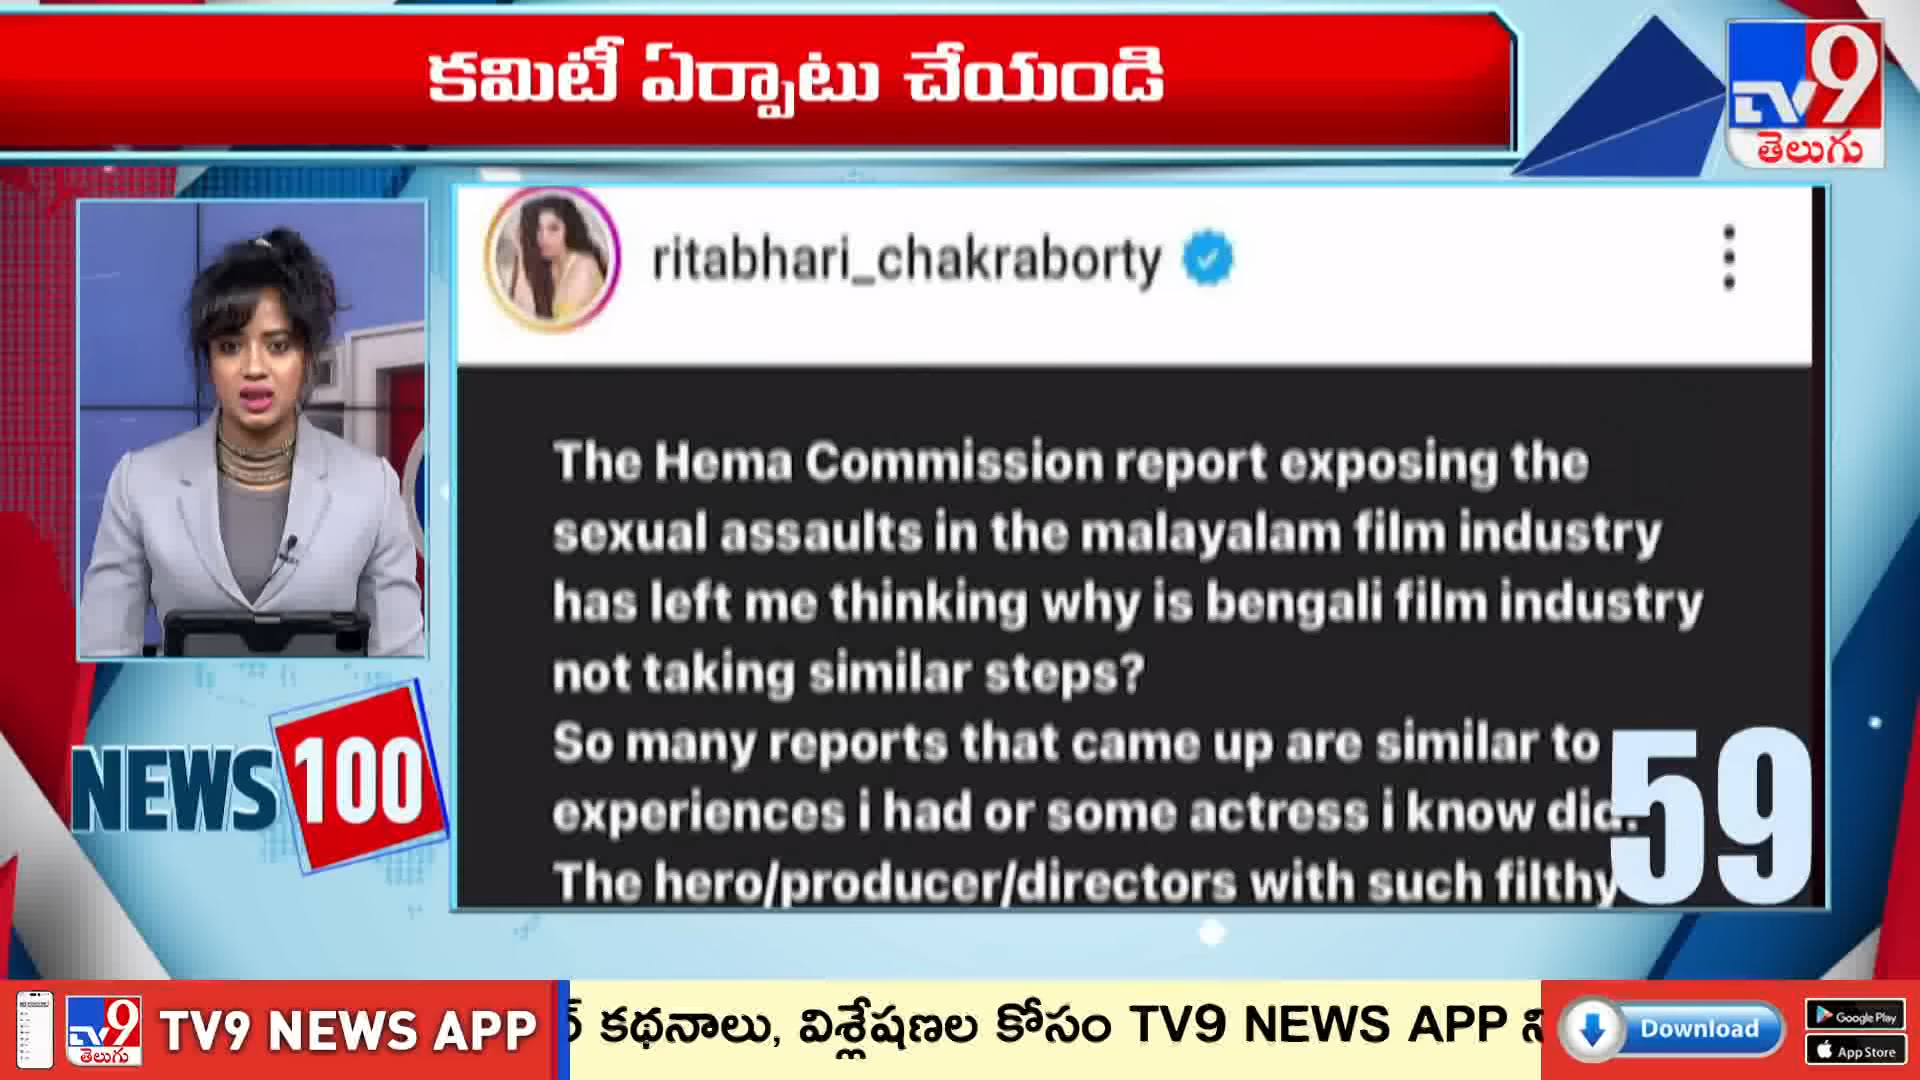 కమిటీ ఏర్పాటు చేయండి
TV9
తెలుగు
ritabhari_chakraborty
The Hema Commission report exposing the
sexual assaults in the malayalam film industry
has left me thinking why is bengali film industry
not taking similar steps?
So many reports that came up are similar to
experiences i had or some actress i know did.
The hero/producer/directors with such filthy
NEWS 100
59
TV9
తెలుగు
TV9 NEWS APP
కథనాలు, విశ్లేషణల కోసం TV9 NEWS APP ని
Download
Google Play
App Store